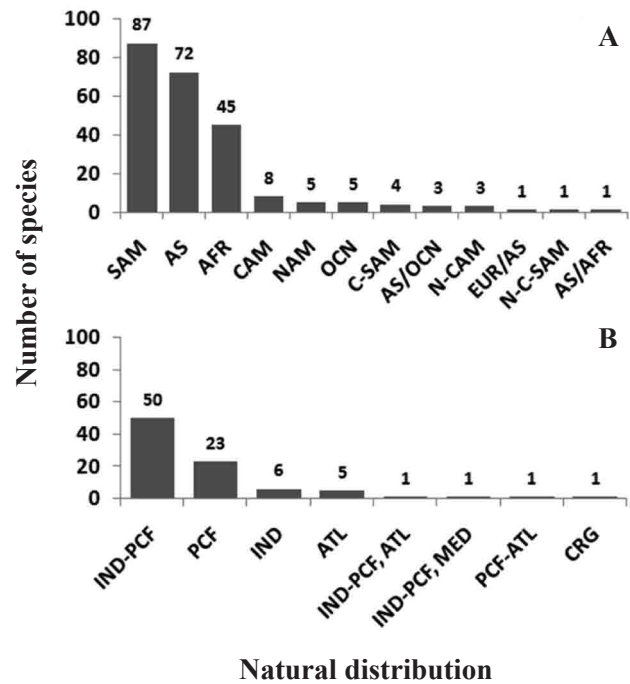 Number of species
A
100
80
60
40
20
0
87
72
45
8
5
5
4
3
3
1
1
1
SAM
AS
AFR
CAM
NAM
OCN
C-SAM
AS/OCN
N-CAM
EUR/AS
N-C-SAM
AS/AFR
B
100
80
60
40
20
0
50
23
6
5
1
1
1
1
IND-PCF
PCF
IND
ATL
IND-PCF, ATL
IND-PCF, MED
PCF-ATL
CRG
Natural distribution